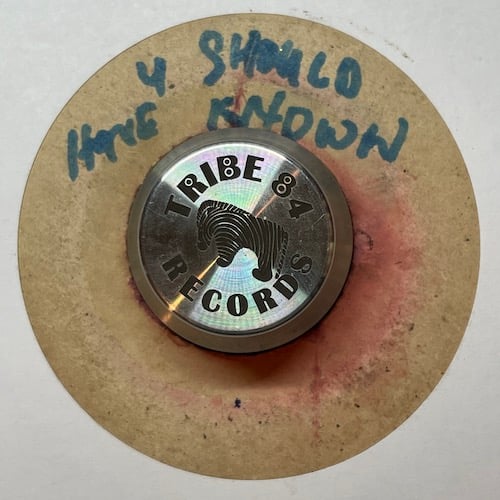 4 SHOULD
HAVE KNOWN
TRIBE 84
RECORDS